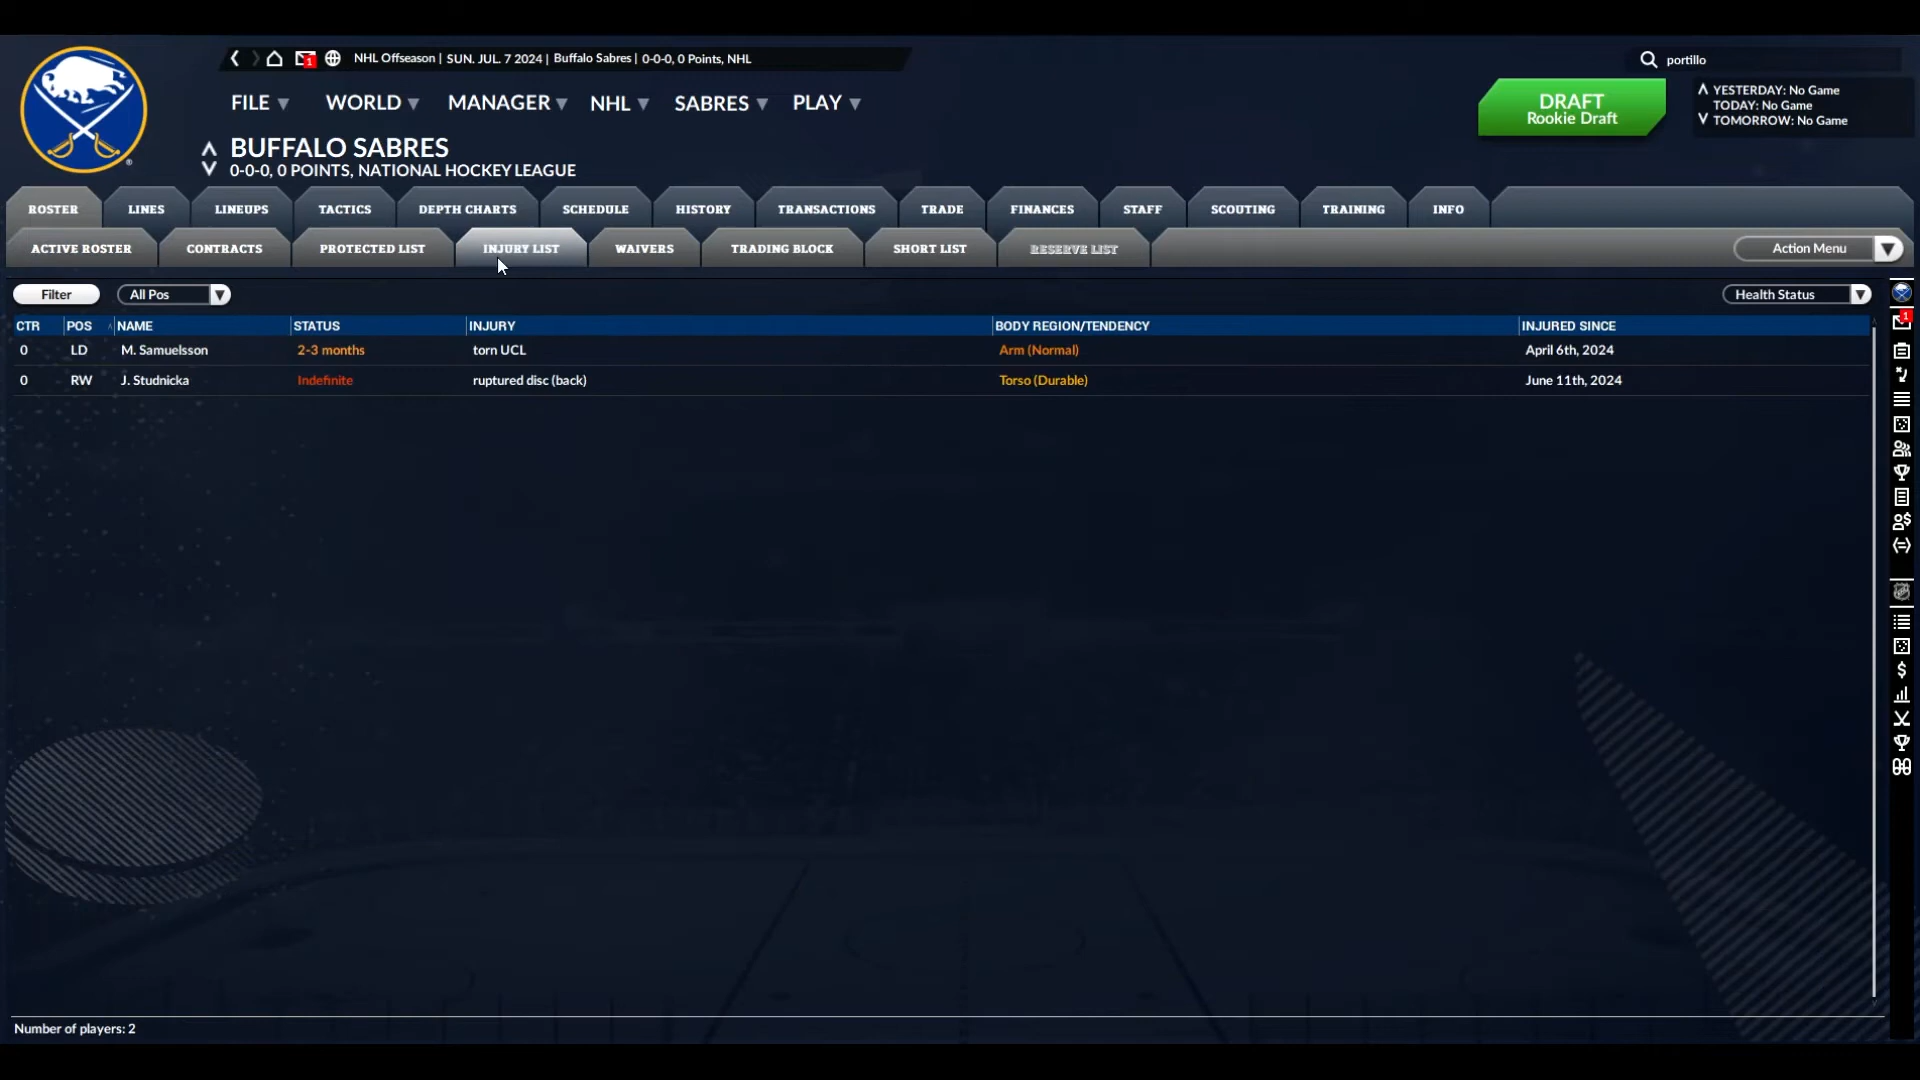 NHL Offseason | SUN. JUL. 7 2024 | Buffalo Sabres | 0-0-0, 0 Points, NHL
portillo
1
FILE WORLD MANAGER NHL SABRES PLAY
DRAFT
Rookie Draft
YESTERDAY: No Game
TODAY: No Game
TOMORROW: No Game
BUFFALO SABRES
0-0-0, 0 POINTS, NATIONAL HOCKEY LEAGUE
ROSTER LINES LINEUPS TACTICS DEPTH CHARTS SCHEDULE HISTORY TRANSACTIONS TRADE FINANCES STAFF SCOUTING TRAINING INFO
ACTIVE ROSTER CONTRACTS PROTECTED LIST INJURY LIST WAIVERS TRADING BLOCK SHORT LIST RESERVE LIST Action Menu
Filter All Pos Health Status
1
CTR POS NAME STATUS INJURY BODY REGION/TENDENCY INJURED SINCE
0 LD M. Samuelsson 2-3 months torn UCL Arm (Normal) April 6th, 2024
0 RW J. Studnicka Indefinite ruptured disc (back) Torso (Durable) June 11th, 2024
Number of players: 2